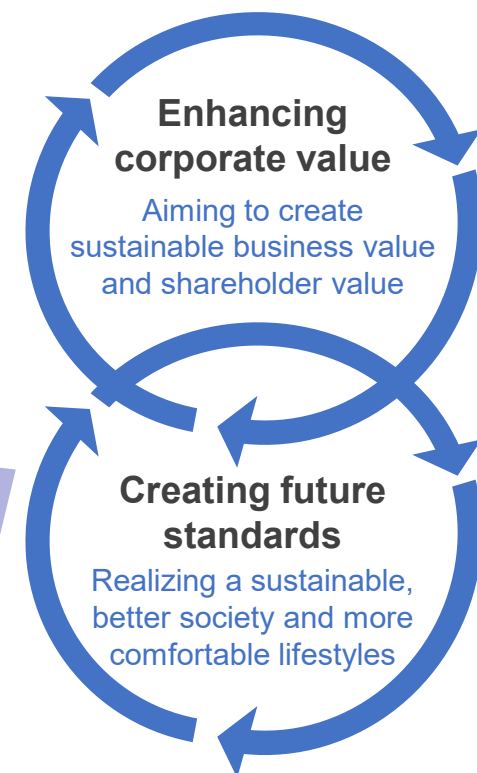 Enhancing
corporate value
Aiming to create
sustainable business value
and shareholder value
Creating future
standards
Realizing a sustainable,
better society and more
comfortable lifestyles